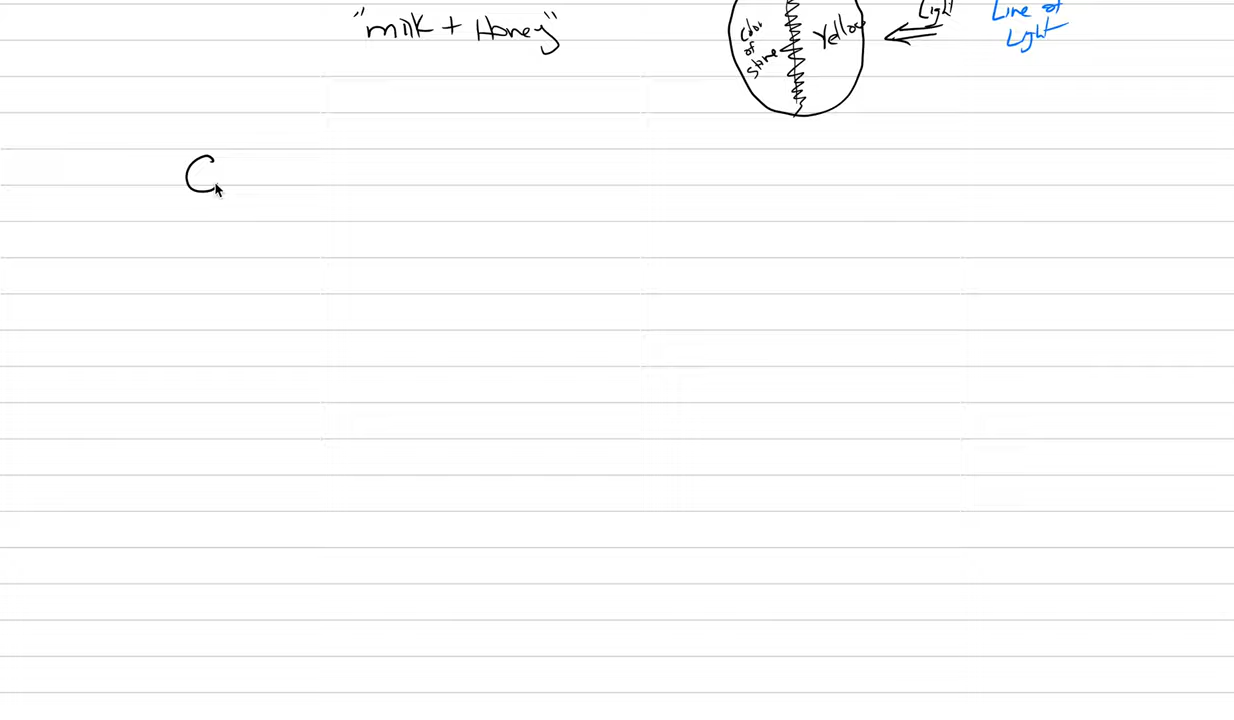 "milk + Honey"
Color
of
Stone
Yellow
Light
Line of
Light
C